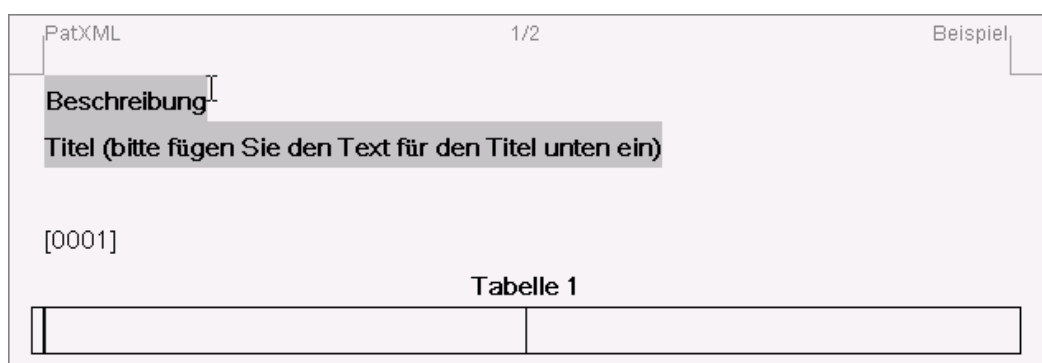 PatXML 1/2 Beispiel
Beschreibung
Titel (bitte fügen Sie den Text für den Titel unten ein)
[0001]
Tabelle 1